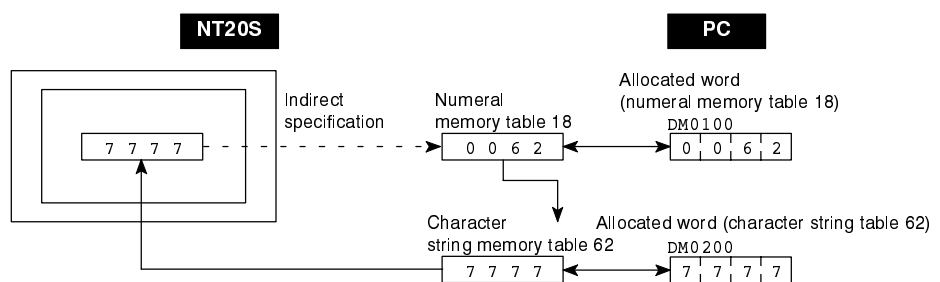 NT20S
PC
Indirect
specification
Numeral
memory table 18
Allocated word
(numeral memory table 18)
DM0100
7 7 7 7
0 0 6 2
0 0 6 2
Character
string memory table 62
Allocated word (character string table 62)
DM0200
7 7 7 7
7 7 7 7